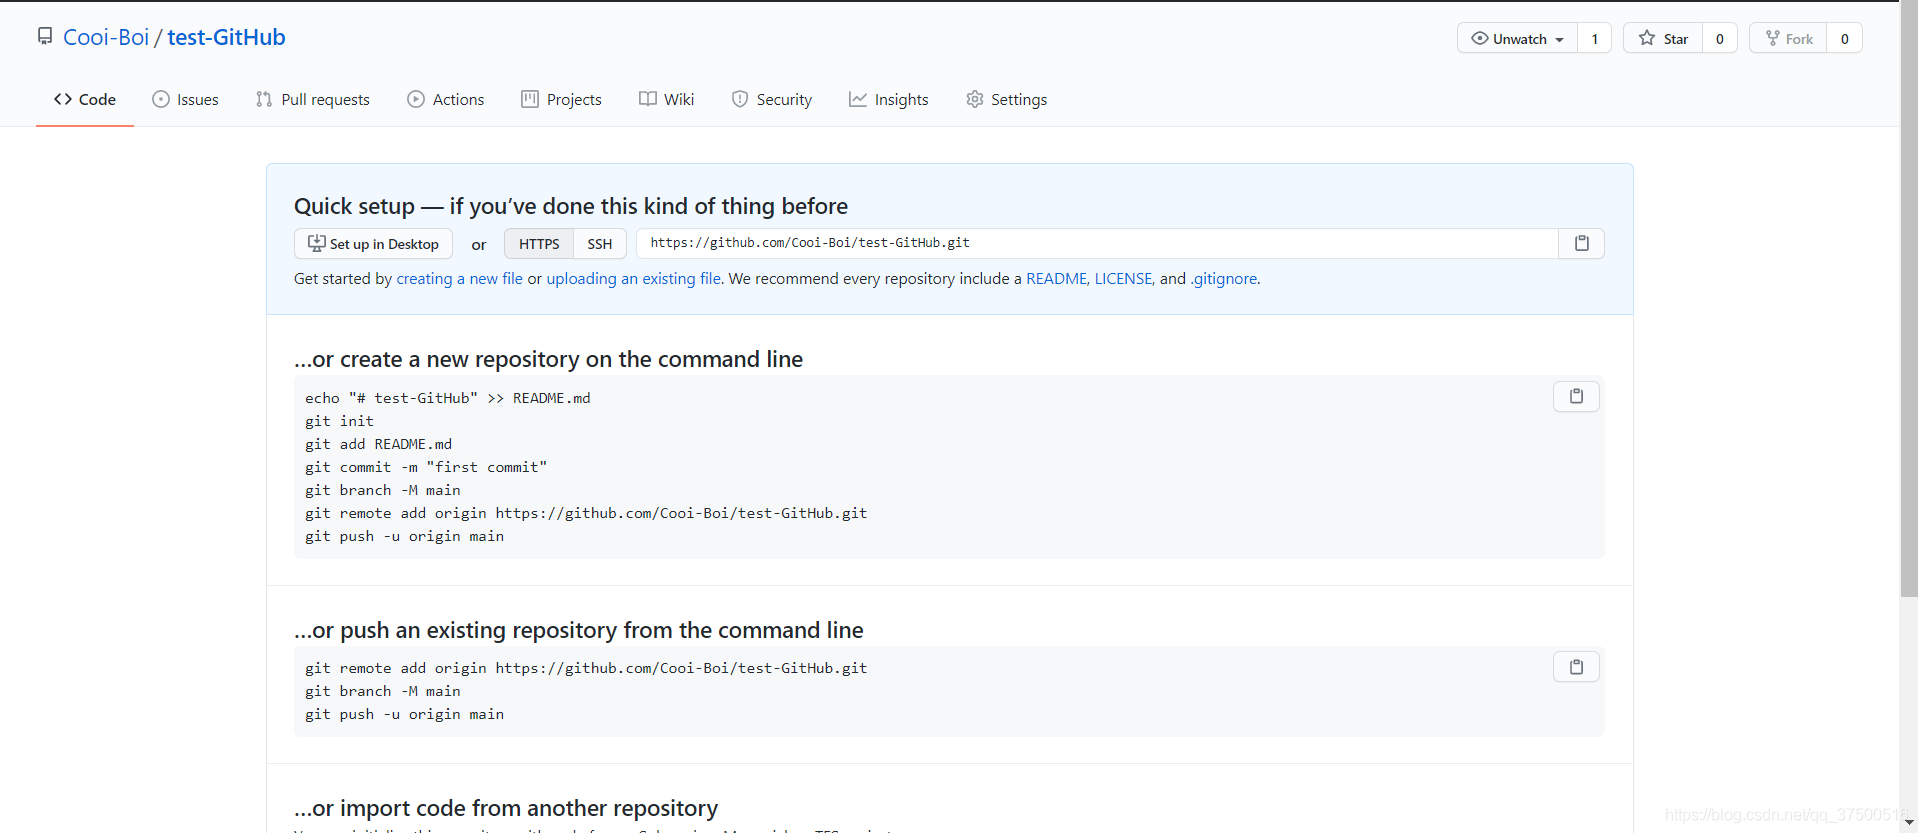 Cooi-Boi / test-GitHub
Unwatch 1 Star 0 Fork 0
Code Issues Pull requests Actions Projects Wiki Security Insights Settings
Quick setup — if you’ve done this kind of thing before
Set up in Desktop or HTTPS SSH https://github.com/Cooi-Boi/test-GitHub.git
Get started by creating a new file or uploading an existing file. We recommend every repository include a README, LICENSE, and .gitignore.
…or create a new repository on the command line
echo "# test-GitHub" >> README.md
git init
git add README.md
git commit -m "first commit"
git branch -M main
git remote add origin https://github.com/Cooi-Boi/test-GitHub.git
git push -u origin main
…or push an existing repository from the command line
git remote add origin https://github.com/Cooi-Boi/test-GitHub.git
git branch -M main
git push -u origin main
…or import code from another repository